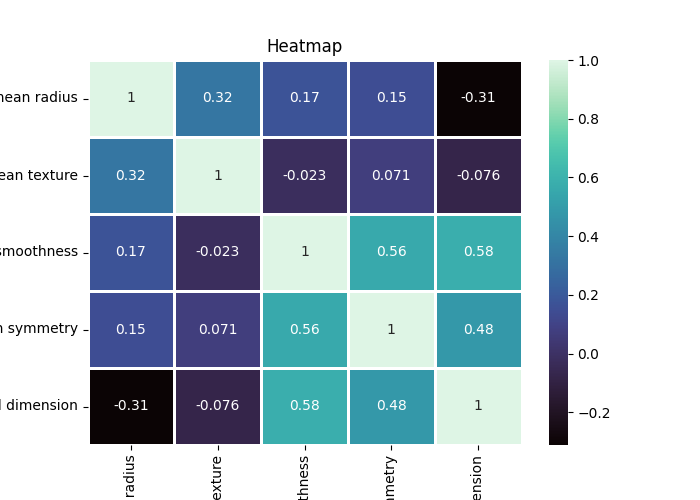 Heatmap
mean radius 1 0.32 0.17 0.15 -0.31
mean texture 0.32 1 -0.023 0.071 -0.076
smoothness 0.17 -0.023 1 0.56 0.58
symmetry 0.15 0.071 0.56 1 0.48
dimension -0.31 -0.076 0.58 0.48 1
radius
exture
thness
metry
ension
1.0
0.8
0.6
0.4
0.2
0.0
−0.2